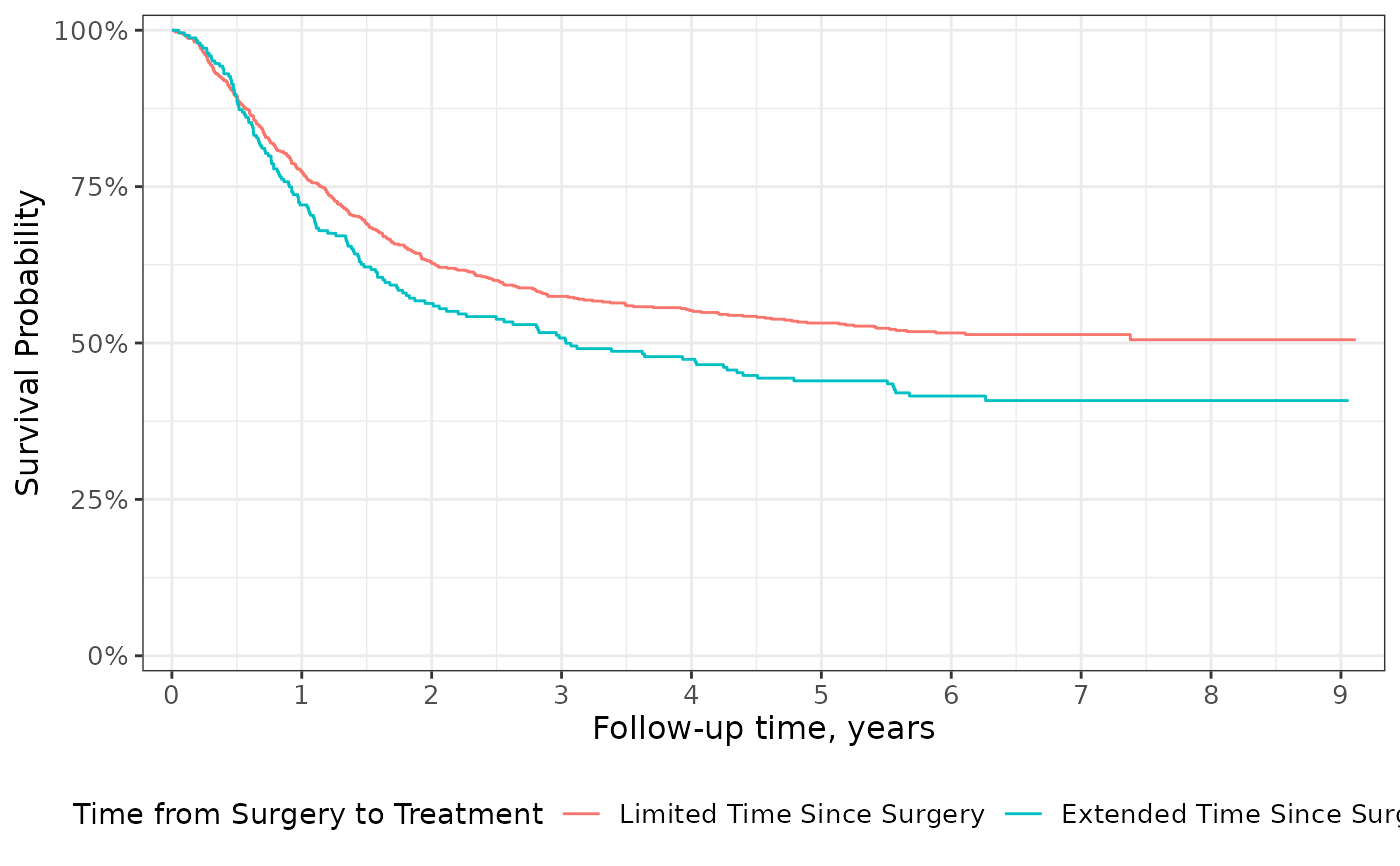 100%
75%
50%
25%
0%
Survival Probability
0 1 2 3 4 5 6 7 8 9
Follow-up time, years
Time from Surgery to Treatment Limited Time Since Surgery Extended Time Since